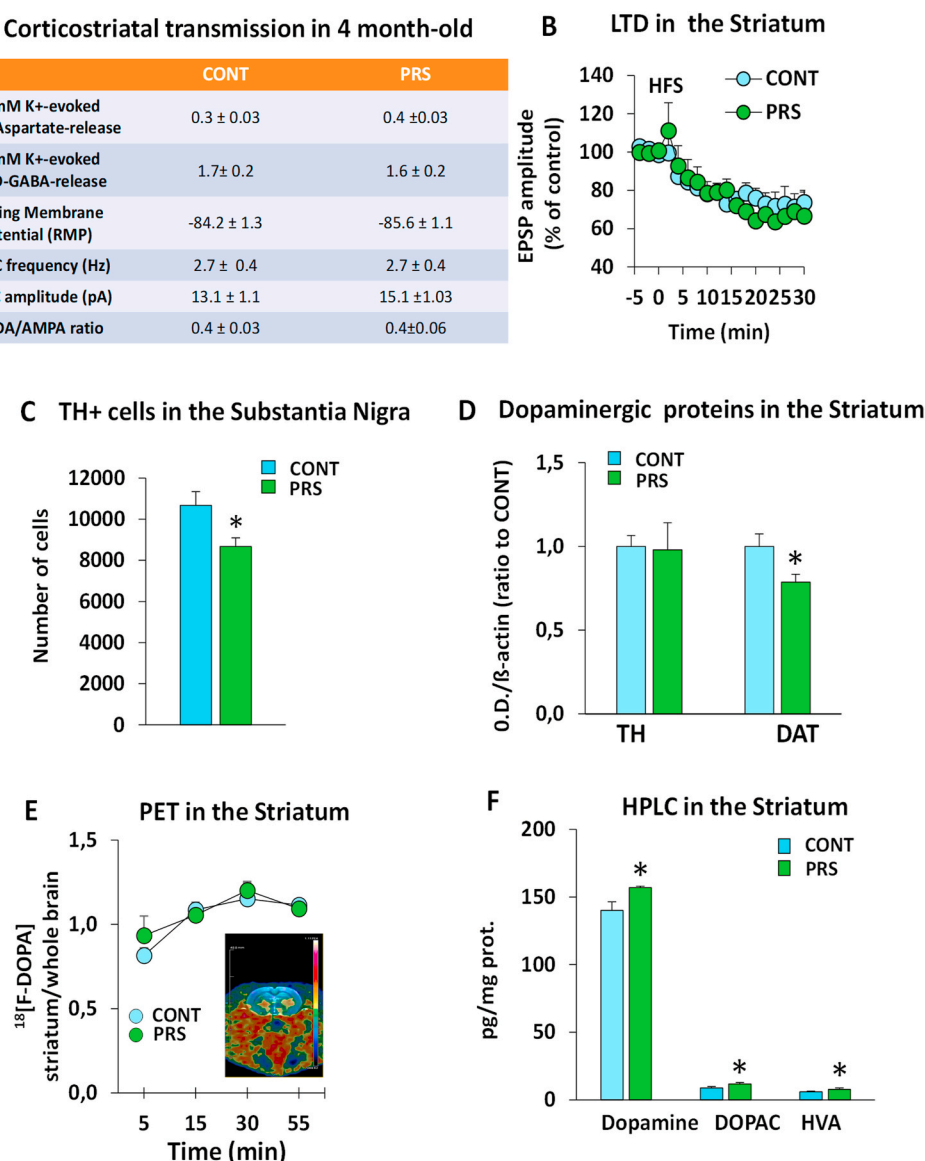 Corticostriatal transmission in 4 month-old
CONT PRS
mM K+-evoked
Aspartate-release 0.3 ± 0.03 0.4 ±0.03
mM K+-evoked
-GABA-release 1.7± 0.2 1.6 ± 0.2
ing Membrane
tential (RMP) -84.2 ± 1.3 -85.6 ± 1.1
C frequency (Hz) 2.7 ± 0.4 2.7 ± 0.4
amplitude (pA) 13.1 ± 1.1 15.1 ±1.03
DA/AMPA ratio 0.4 ± 0.03 0.4±0.06
B LTD in the Striatum
EPSP amplitude
(% of control)
140
120
100
80
60
40
HFS
CONT
PRS
-5 0 5 10 15 20 25 30
Time (min)
C TH+ cells in the Substantia Nigra
Number of cells
12000
10000
8000
6000
4000
2000
0
CONT
PRS
*
D Dopaminergic proteins in the Striatum
0.D./ß-actin (ratio to CONT)
1,5
1,0
0,5
0,0
CONT
PRS
*
TH DAT
E PET in the Striatum
18[F-DOPA]
striatum/whole brain
1,5
1,0
0,5
0,0
CONT
PRS
5 15 30 55
Time (min)
F HPLC in the Striatum
pg/mg prot.
200
150
100
50
0
CONT
PRS
* * *
Dopamine DOPAC HVA